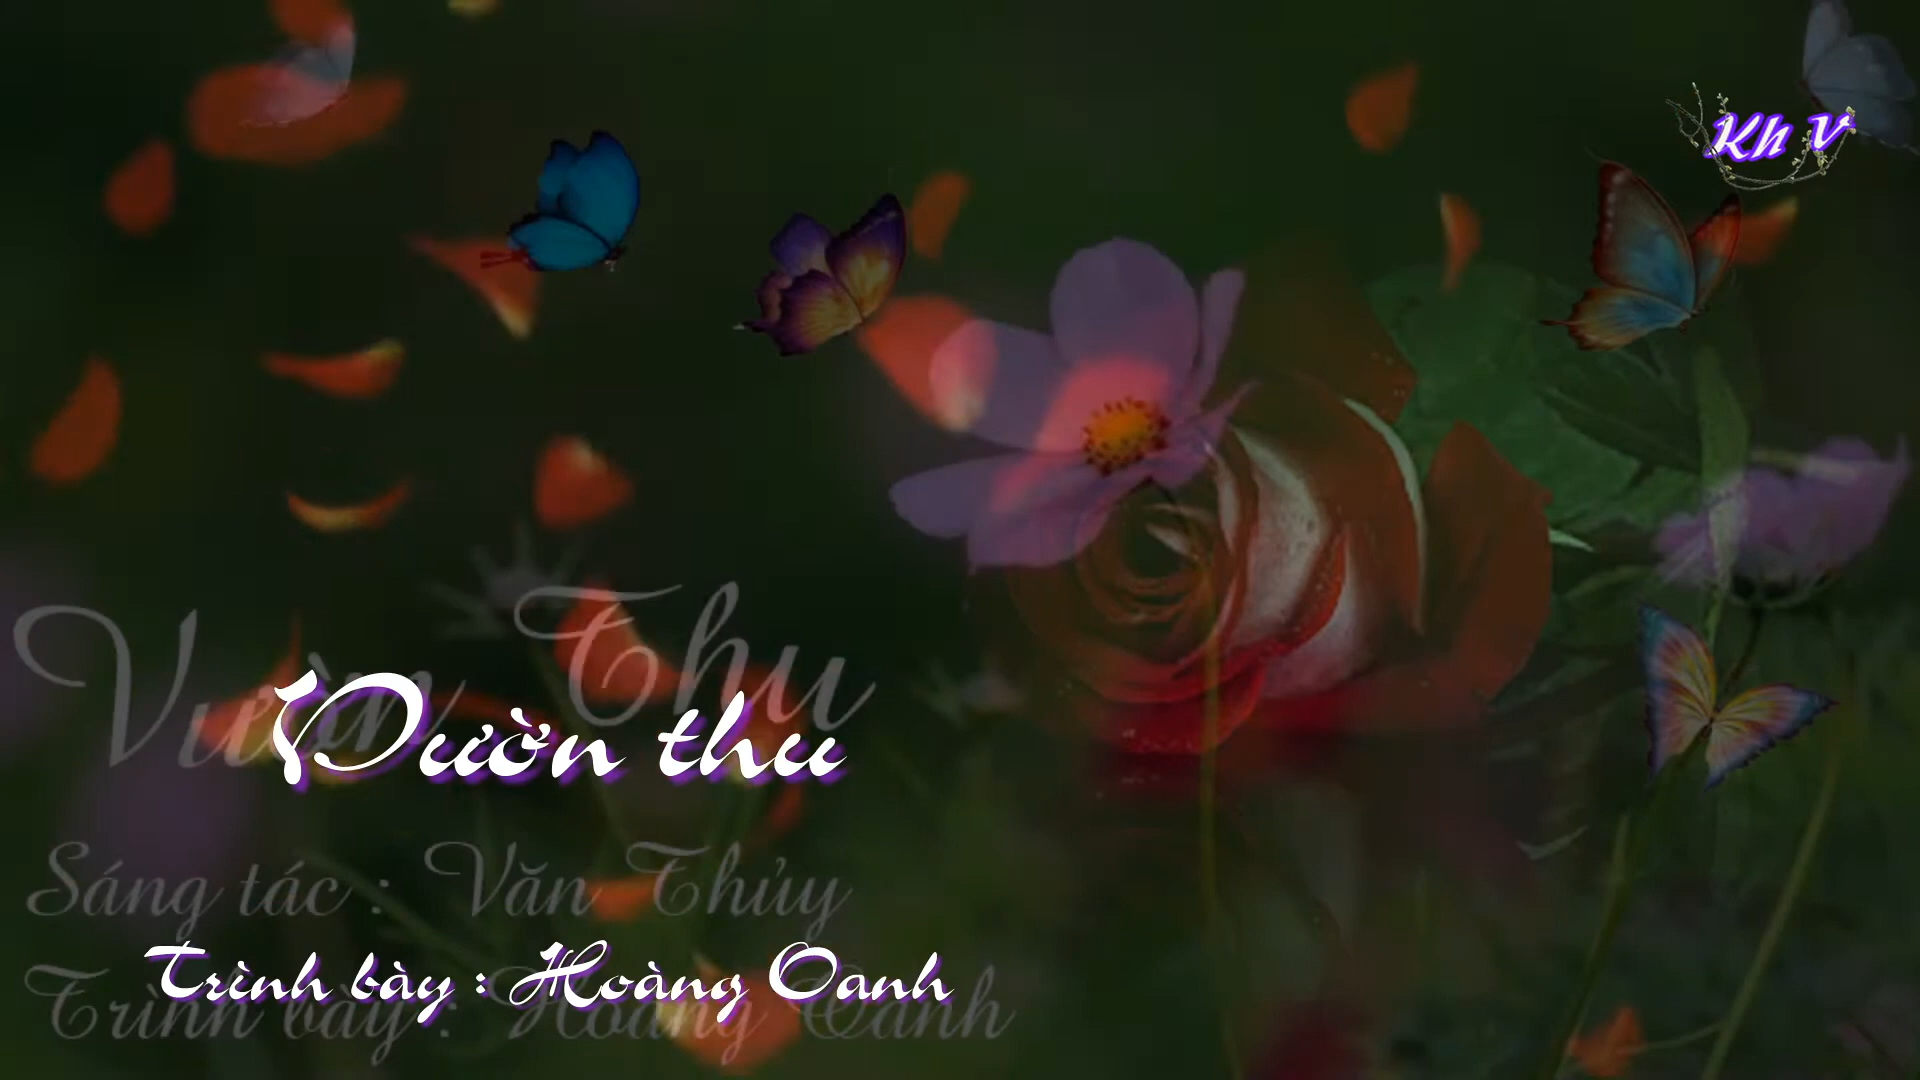 Kh V
Vườn Thu
Vườn thu
Sáng tác : Văn Thủy
Trình bày : Hoàng Oanh
Trình bày : Hoàng Oanh